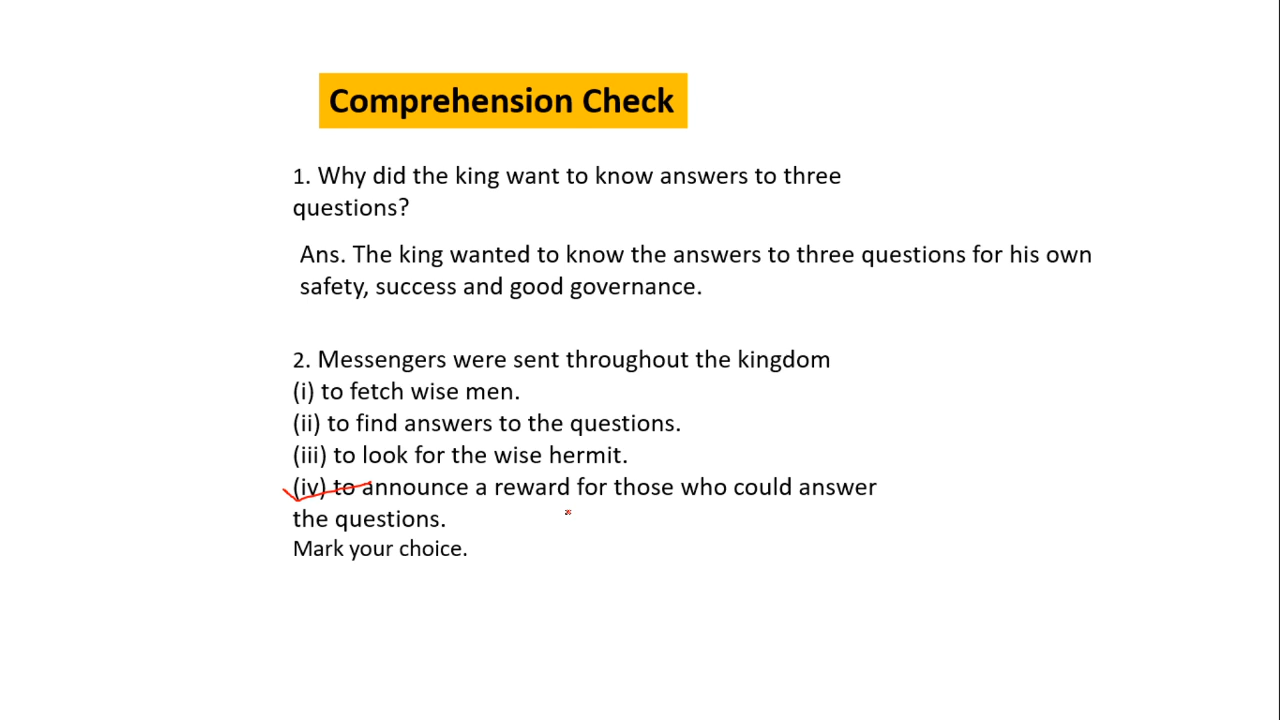 Comprehension Check
1. Why did the king want to know answers to three
questions?
Ans. The king wanted to know the answers to three questions for his own
safety, success and good governance.
2. Messengers were sent throughout the kingdom
(i) to fetch wise men.
(ii) to find answers to the questions.
(iii) to look for the wise hermit.
(iv) to announce a reward for those who could answer
the questions.
Mark your choice.